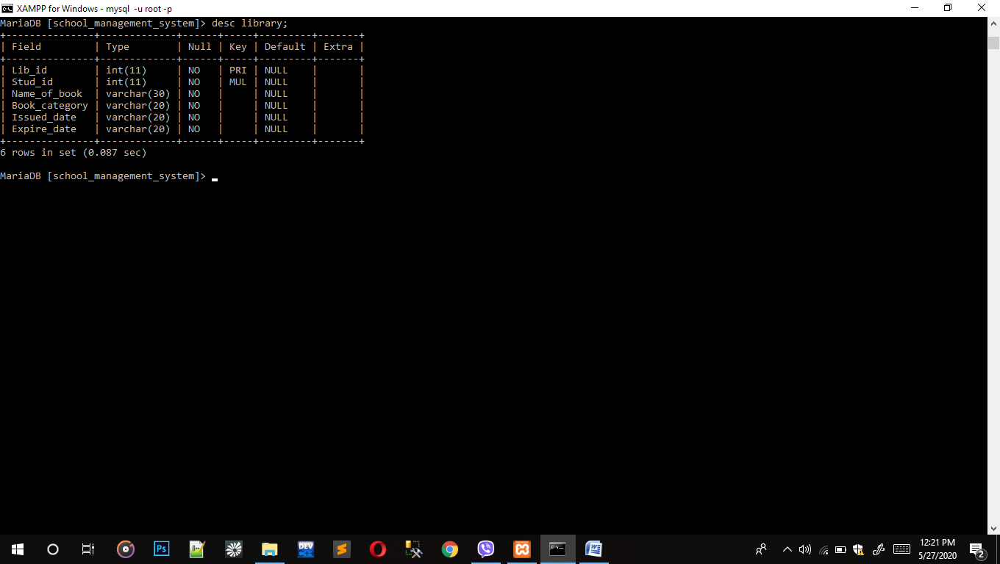 XAMPP for Windows - mysql  -u root -p
MariaDB [school_management_system]> desc library;
+---------------+-------------+------+-----+---------+-------+
| Field         | Type        | Null | Key | Default | Extra |
+---------------+-------------+------+-----+---------+-------+
| Lib_id        | int(11)     | NO   | PRI | NULL    |       |
| Stud_id       | int(11)     | NO   | MUL | NULL    |       |
| Name_of_book  | varchar(30) | NO   |     | NULL    |       |
| Book_category | varchar(20) | NO   |     | NULL    |       |
| Issued_date   | varchar(20) | NO   |     | NULL    |       |
| Expire_date   | varchar(20) | NO   |     | NULL    |       |
+---------------+-------------+------+-----+---------+-------+
6 rows in set (0.087 sec)
MariaDB [school_management_system]>
Ps
DEV
12:21 PM
5/27/2020
2